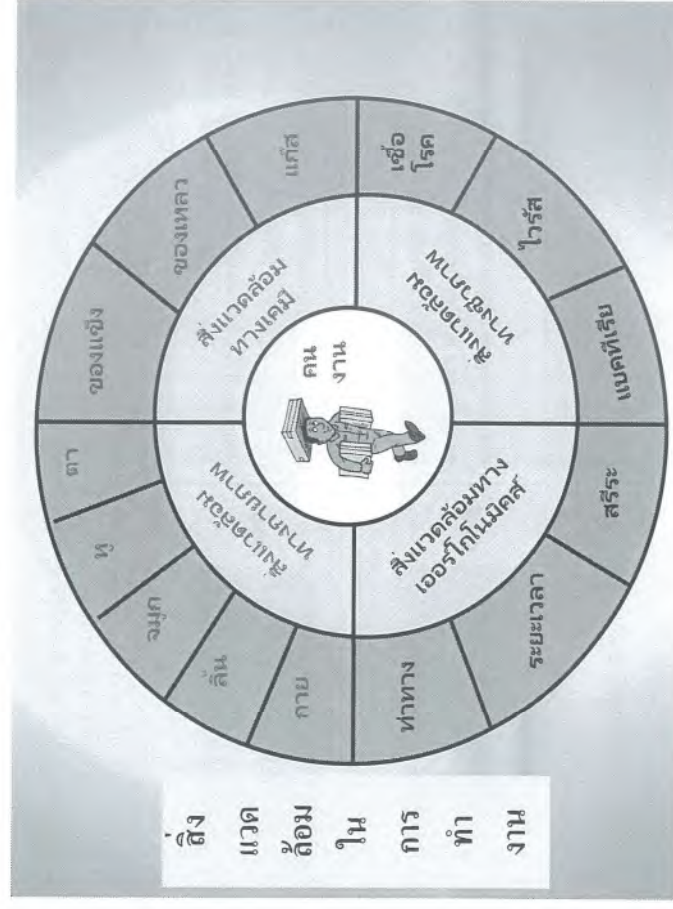 สิ่ง
แวด
ล้อม
ใน
การ
ทำ
งาน
คน
งาน
สิ่งแวดล้อม
ทางกายภาพ
ตา
หู
จมูก
ลิ้น
กาย
สิ่งแวดล้อม
ทางเคมี
ของแข็ง
ของเหลว
แก๊ส
สิ่งแวดล้อม
ทางชีวภาพ
เชื้อ
โรค
ไวรัส
แบคทีเรีย
สิ่งแวดล้อมทาง
เออร์โกโนมิคส์
สรีระ
ระยะเวลา
ท่าทาง